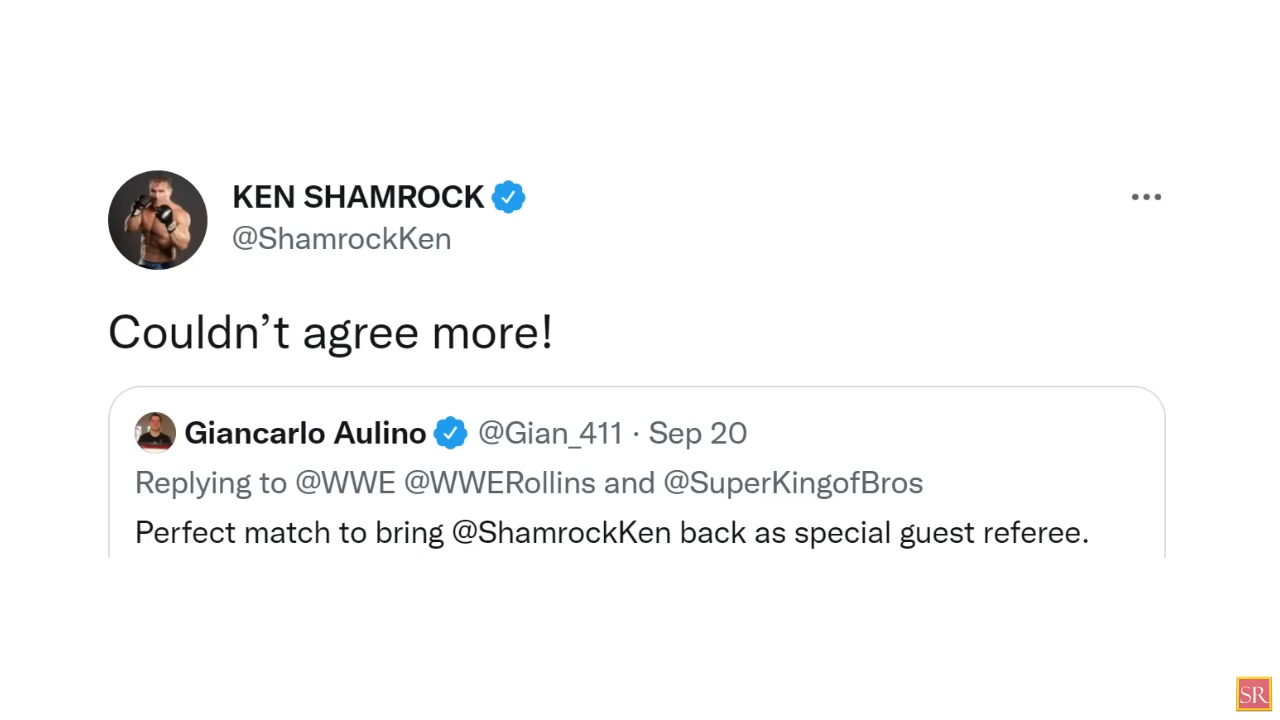 KEN SHAMROCK
@ShamrockKen
Couldn’t agree more!
Giancarlo Aulino @Gian_411 · Sep 20
Replying to @WWE @WWERollins and @SuperKingofBros
Perfect match to bring @ShamrockKen back as special guest referee.
SR